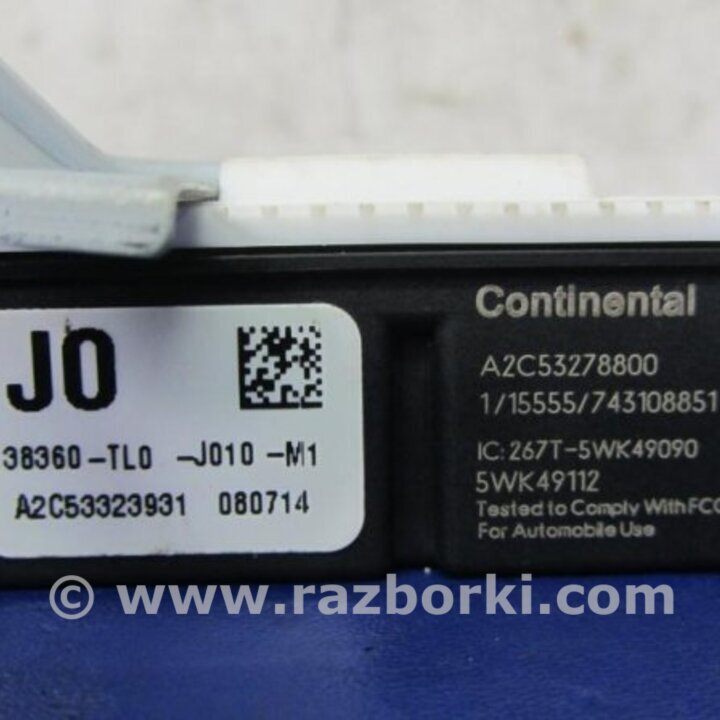 J0
38360-TL0 -J010-M1
A2C53323931 080714
Continental
A2C53278800
1/15555/743108851
IC: 267T-5WK49090
5WK49112
Tested to Comply With FCC
For Automobile Use
© www.razborki.com